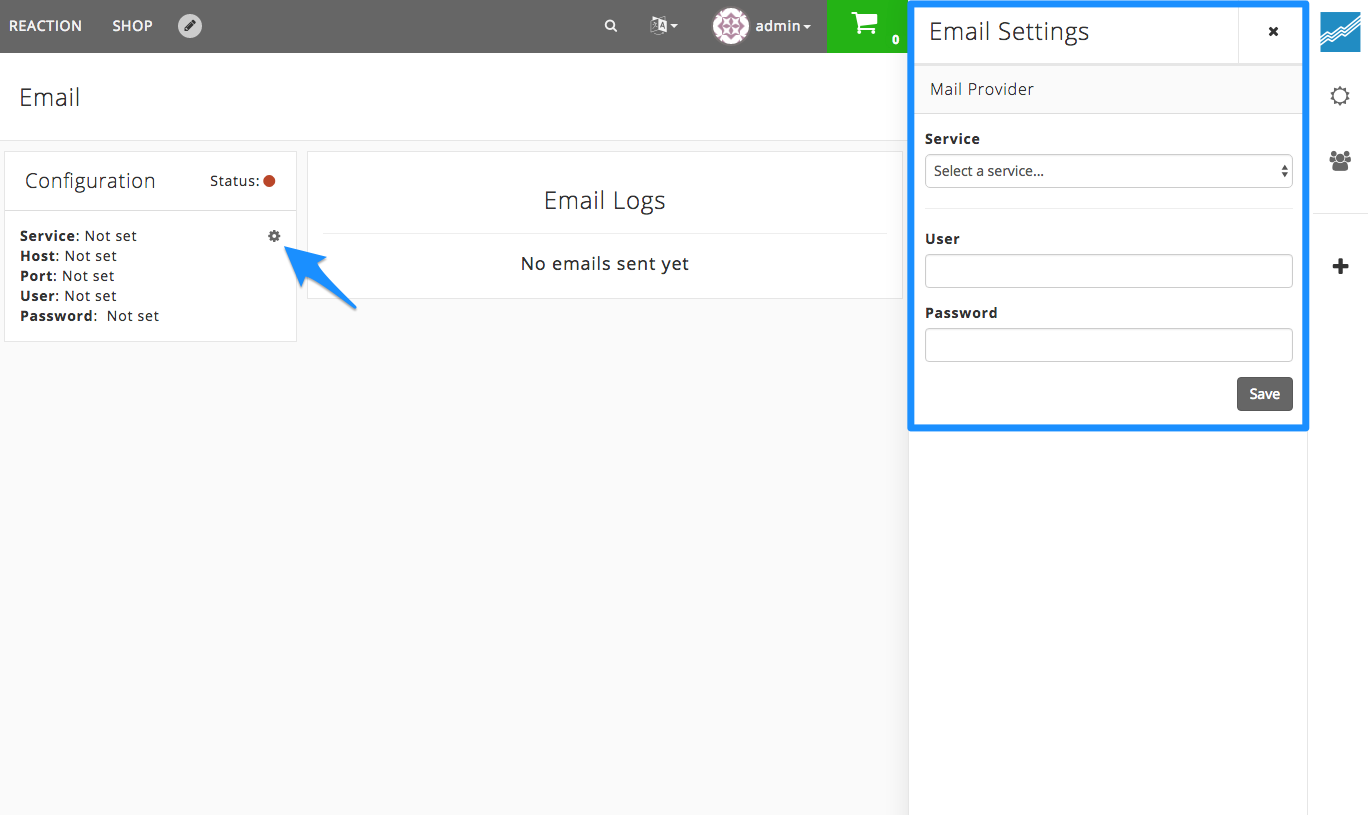 REACTION SHOP admin 0
Email
Configuration Status:
Service: Not set
Host: Not set
Port: Not set
User: Not set
Password: Not set
Email Logs
No emails sent yet
Email Settings
Mail Provider
Service
Select a service...
User
Password
Save